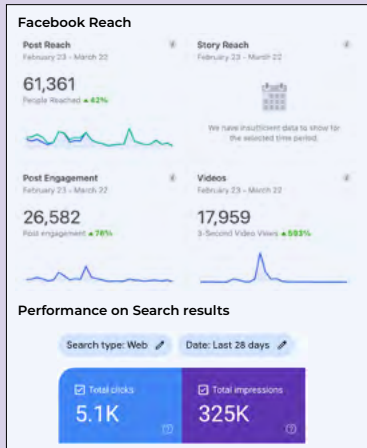 Facebook Reach
Post Reach
February 23 - March 22
61,361
People Reached ▲ 42%
Story Reach
February 23 - March 22
We have insufficient data to show for
the selected time period.
Post Engagement
February 23 - March 22
26,582
Post engagement ▲ 76%
Videos
February 23 - March 22
17,959
3-Second Video Views ▲ 593%
Performance on Search results
Search type: Web
Date: Last 28 days
Total clicks
5.1K
Total impressions
325K